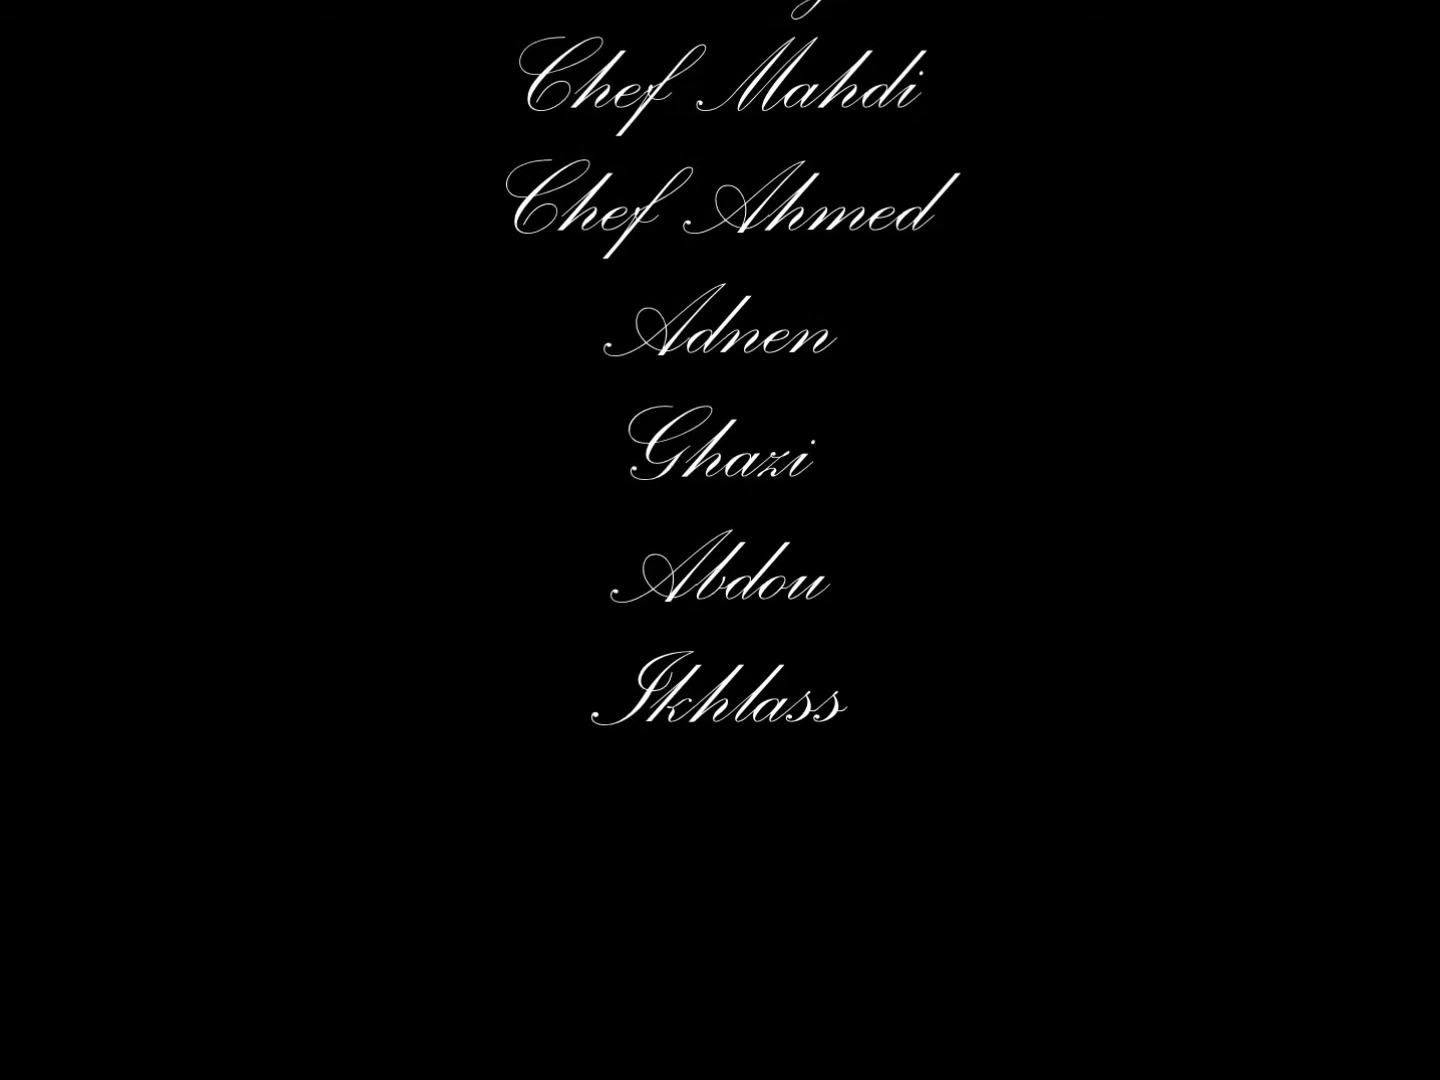 Chef Mahdi
Chef Ahmed
Adnen
Ghazi
Abdou
Ikhlass